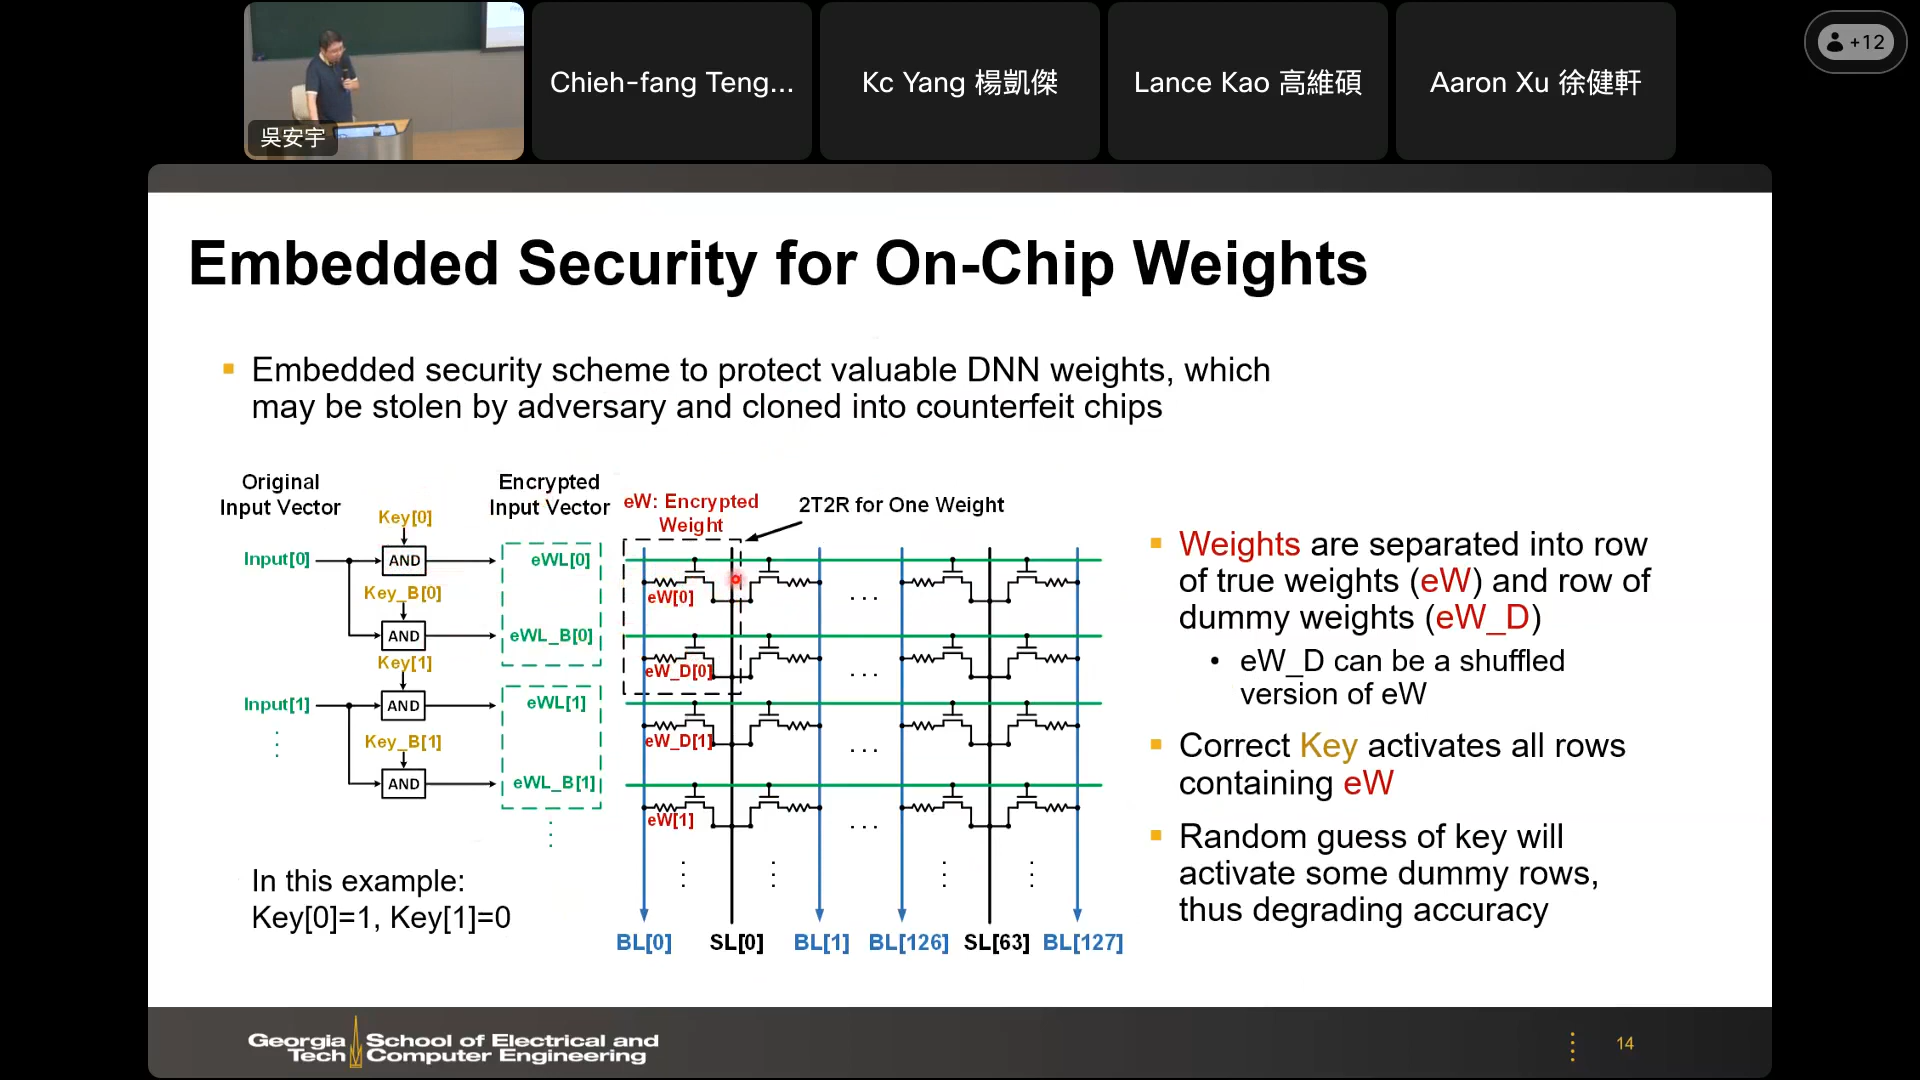 吳安宇
Chieh-fang Teng...
Kc Yang 楊凱傑
Lance Kao 高維碩
Aaron Xu 徐健軒
+12
Embedded Security for On-Chip Weights
Embedded security scheme to protect valuable DNN weights, which
may be stolen by adversary and cloned into counterfeit chips
Original
Input Vector
Encrypted
Input Vector
eW: Encrypted
Weight
2T2R for One Weight
Key[0]
Input[0]
AND
eWL[0]
Key_B[0]
eW[0]
AND
eWL_B[0]
Key[1]
eW_D[0]
Input[1]
AND
eWL[1]
Key_B[1]
eW_D[1]
AND
eWL_B[1]
eW[1]
In this example:
Key[0]=1, Key[1]=0
BL[0]
SL[0]
BL[1]
BL[126]
SL[63]
BL[127]
Weights are separated into row
of true weights (eW) and row of
dummy weights (eW_D)
• eW_D can be a shuffled
version of eW
Correct Key activates all rows
containing eW
Random guess of key will
activate some dummy rows,
thus degrading accuracy
Georgia
Tech
School of Electrical and
Computer Engineering
14